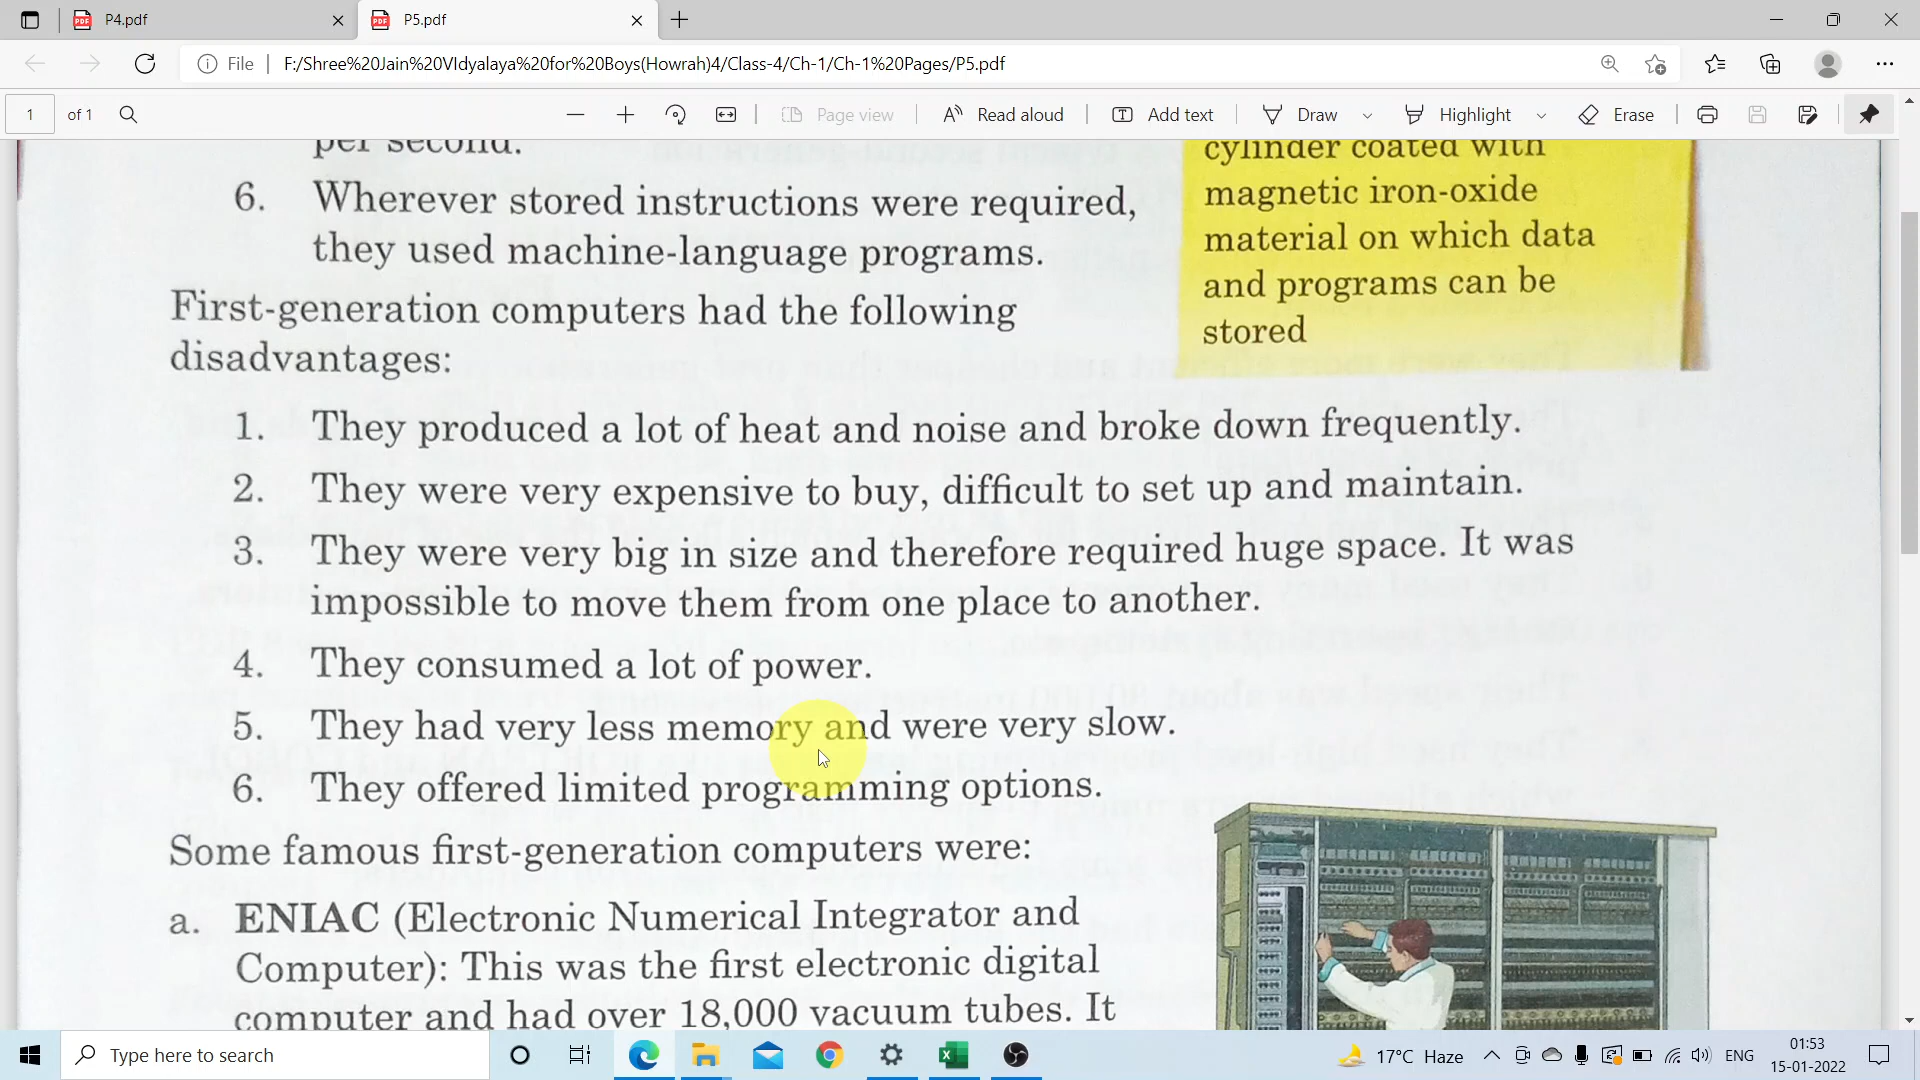 P4.pdf
P5.pdf
File
F:/Shree%20Jain%20VIdyalaya%20for%20Boys(Howrah)4/Class-4/Ch-1/Ch-1%20Pages/P5.pdf
1 of 1
Page view
Read aloud
Add text
Draw
Highlight
Erase
per second.
6. Wherever stored instructions were required,
they used machine-language programs.
cylinder coated with
magnetic iron-oxide
material on which data
and programs can be
stored
First-generation computers had the following
disadvantages:
1. They produced a lot of heat and noise and broke down frequently.
2. They were very expensive to buy, difficult to set up and maintain.
3. They were very big in size and therefore required huge space. It was
impossible to move them from one place to another.
4. They consumed a lot of power.
5. They had very less memory and were very slow.
6. They offered limited programming options.
Some famous first-generation computers were:
a. ENIAC (Electronic Numerical Integrator and
Computer): This was the first electronic digital
computer and had over 18,000 vacuum tubes. It
Type here to search
17°C Haze
ENG
01:53
15-01-2022